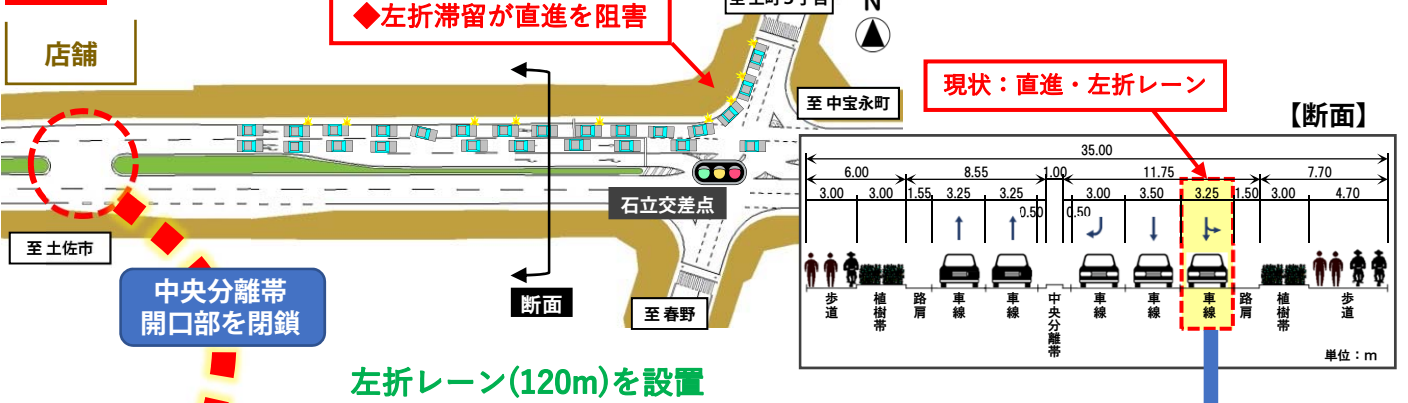 至上町5丁目
N
◆左折滞留が直進を阻害
店舗
現状：直進・左折レーン
至 中宝永町
【断面】
35.00
6.00 8.55 1.00 11.75 7.70
3.00 3.00 1.55 3.25 3.25 3.00 3.50 3.25 1.50 3.00 4.70
0.50 0.50
石立交差点
至 土佐市
中央分離帯
開口部を閉鎖
断面
至 春野
歩道
植樹帯
路肩
車線
車線
中央分離帯
車線
車線
車線
路肩
植樹帯
歩道
単位：m
左折レーン(120m)を設置